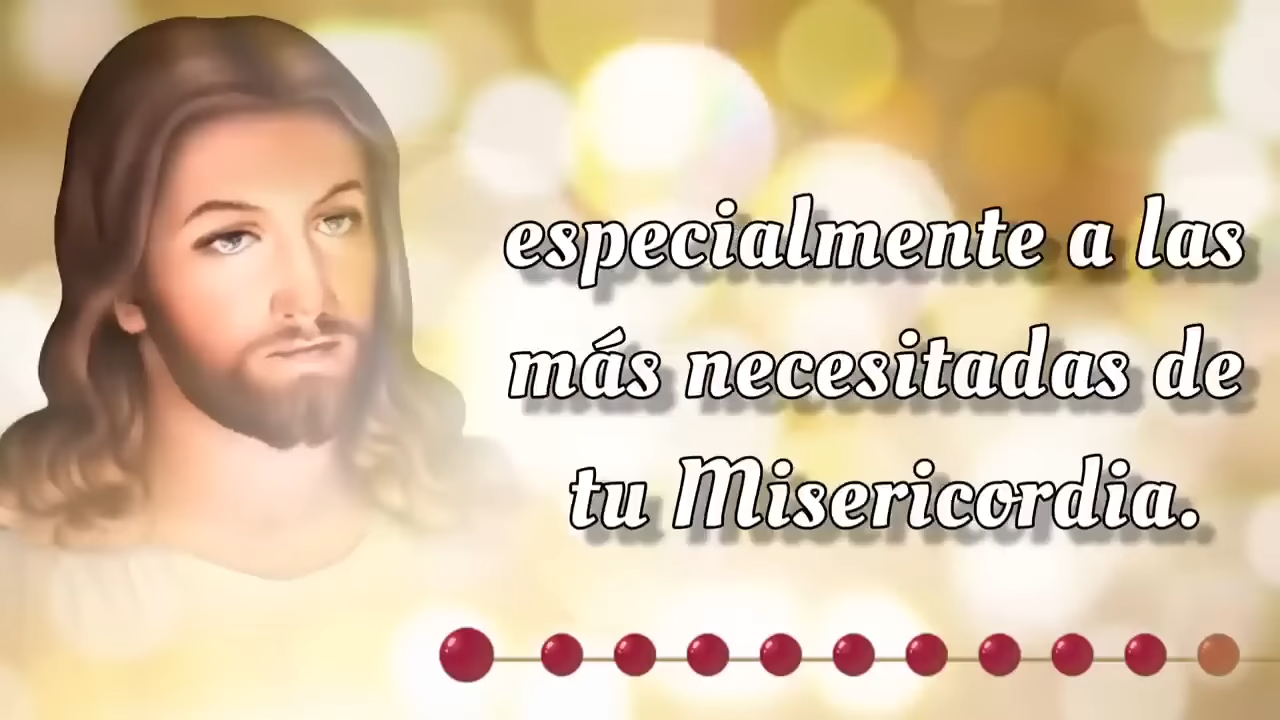 especialmente a las
más necesitadas de
tu Misericordia.